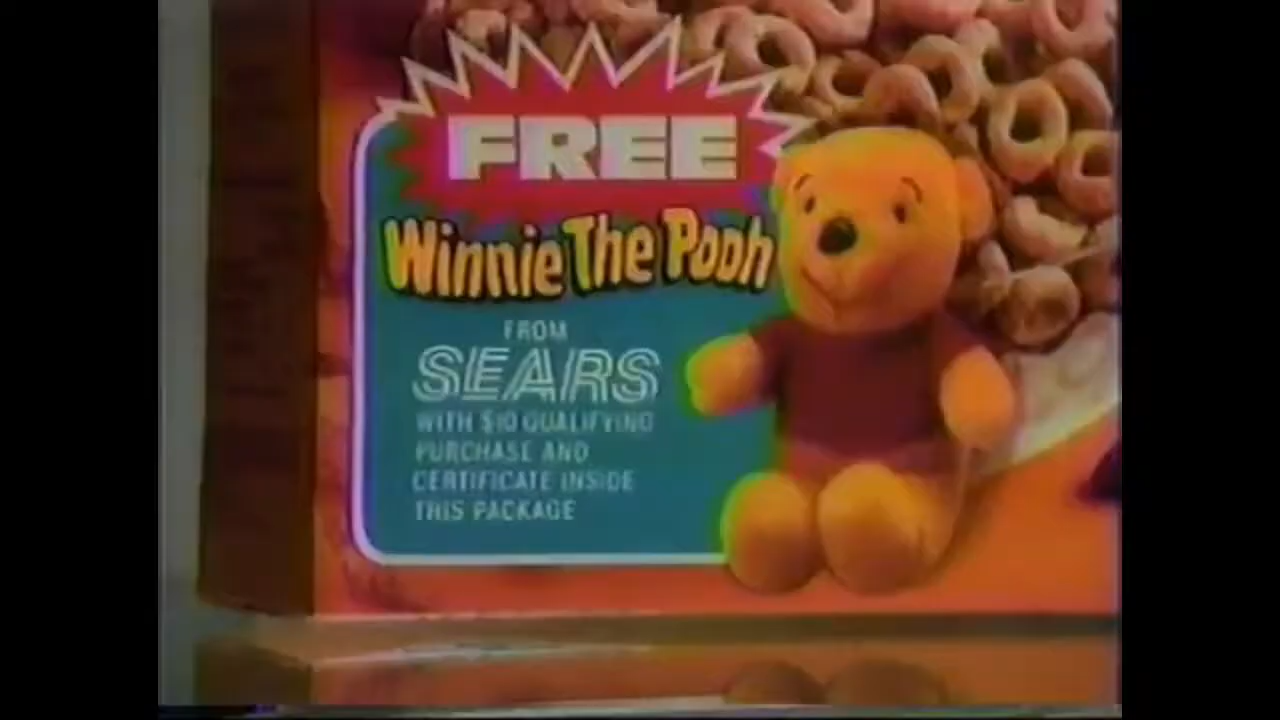 FREE
Winnie The Pooh
FROM
SEARS
WITH $10 QUALIFYING
PURCHASE AND
CERTIFICATE INSIDE
THIS PACKAGE